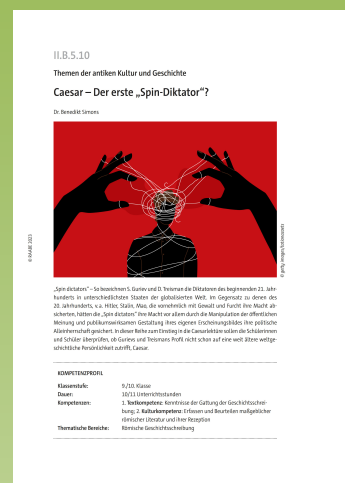 II.B.5.10
Themen der antiken Kultur und Geschichte
Caesar – Der erste „Spin-Diktator“?
Dr. Benedikt Simons
© RAABE 2023
© getty images/fotoresearch
„Spin dictators“ – So bezeichnen S. Guriev und D. Treisman die Diktatoren des beginnenden 21. Jahr-
hunderts in unterschiedlichsten Staaten der globalisierten Welt. Im Gegensatz zu denen des
20. Jahrhunderts, v.a. Hitler, Stalin, Mao, die vornehmlich mit Gewalt und Furcht ihre Macht ab-
sicherten, hätten die „Spin dictators“ ihre Macht vor allem durch die Manipulation der öffentlichen
Meinung und publikumswirksamen Gestaltung ihres eigenen Erscheinungsbildes ihre politische
Alleinherrschaft gesichert. In dieser Reihe zum Einstieg in die Caesarlektüre sollen die Schülerinnen
und Schüler überprüfen, ob Gurievs und Treismans Profil nicht schon auf eine weit ältere weltge-
schichtliche Persönlichkeit zutrifft, Caesar.
KOMPETENZPROFIL
Klassenstufe: 9./10. Klasse
Dauer: 10/11 Unterrichtsstunden
Kompetenzen: 1. Textkompetenz: Kenntnisse der Gattung der Geschichtsschrei-
bung; 2. Kulturkompetenz: Erfassen und Beurteilen maßgeblicher
römischer Literatur und ihrer Rezeption
Thematische Bereiche: Römische Geschichtsschreibung